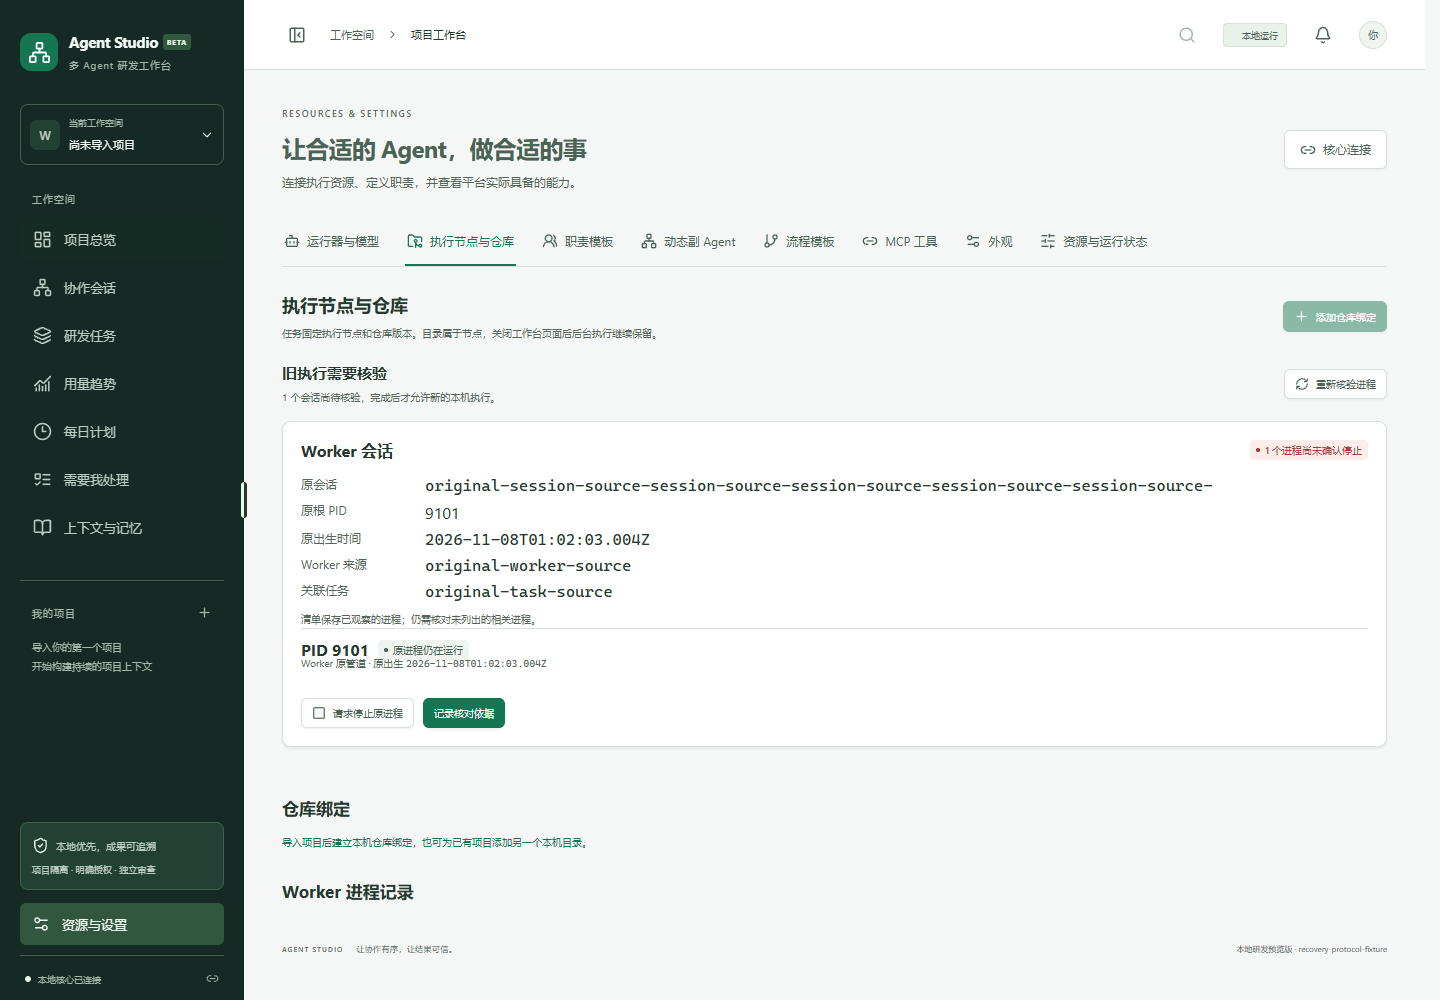 Agent Studio BETA
多 Agent 研发工作台
当前工作空间
W
尚未导入项目
工作空间
项目总览
协作会话
研发任务
用量趋势
每日计划
需要我处理
上下文与记忆
我的项目
导入你的第一个项目
开始构建持续的项目上下文
本地优先，成果可追溯
项目隔离 · 明确授权 · 独立审查
资源与设置
本地核心已连接
工作空间 > 项目工作台
本地运行
你
RESOURCES & SETTINGS
让合适的 Agent，做合适的事
连接执行资源、定义职责，并查看平台实际具备的能力。
核心连接
运行器与模型 执行节点与仓库 职责模板 动态副 Agent 流程模板 MCP 工具 外观 资源与运行状态
执行节点与仓库
任务固定执行节点和仓库版本。目录属于节点，关闭工作台页面后后台执行继续保留。
添加仓库绑定
旧执行需要核验
1 个会话尚待核验，完成后才允许新的本机执行。
重新核验进程
Worker 会话
1 个进程尚未确认停止
原会话 original-session-source-session-source-session-source-session-source-session-source-
原根 PID 9101
原出生时间 2026-11-08T01:02:03.004Z
Worker 来源 original-worker-source
关联任务 original-task-source
清单保存已观察的进程；仍需核对未列出的相关进程。
PID 9101 原进程仍在运行
Worker 原管道 · 原出生 2026-11-08T01:02:03.004Z
请求停止原进程 记录核对依据
仓库绑定
导入项目后建立本机仓库绑定，也可为已有项目添加另一个本机目录。
Worker 进程记录
AGENT STUDIO 让协作有序，让结果可信。
本地研发预览版 · recovery-protocol-fixture